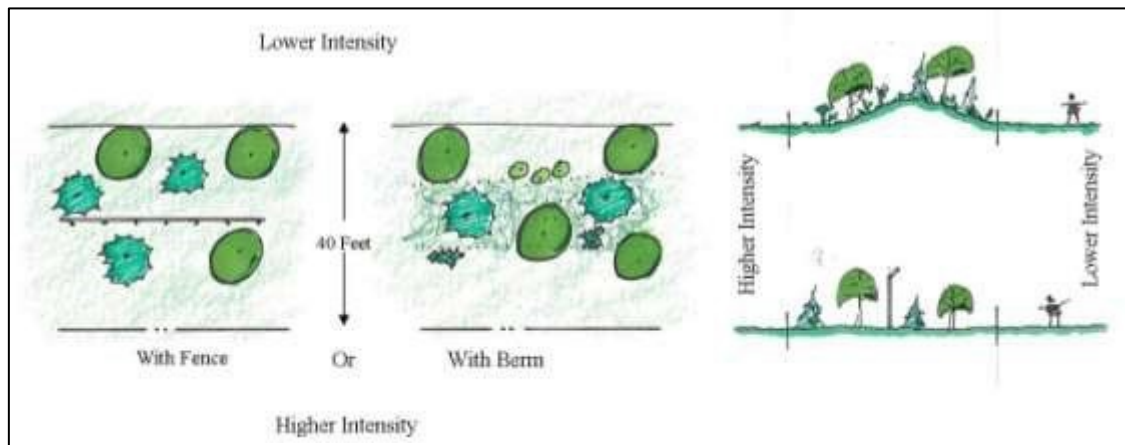 Lower Intensity
40 Feet
With Fence
Or
With Berm
Higher Intensity
Higher Intensity
Lower Intensity